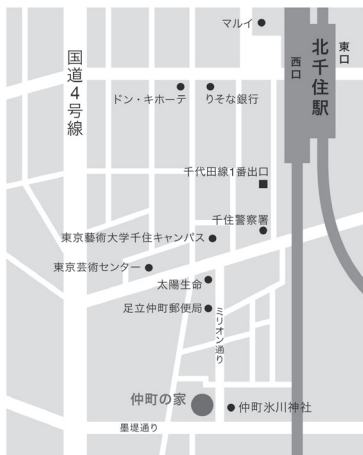 マルイ
東口
北千住駅
西口
国道4号線
ドン・キホーテ
りそな銀行
千代田線1番出口
千住警察署
東京藝術大学千住キャンパス
東京芸術センター
太陽生命
足立仲町郵便局
ミリオン通り
仲町の家
仲町氷川神社
墨堤通り